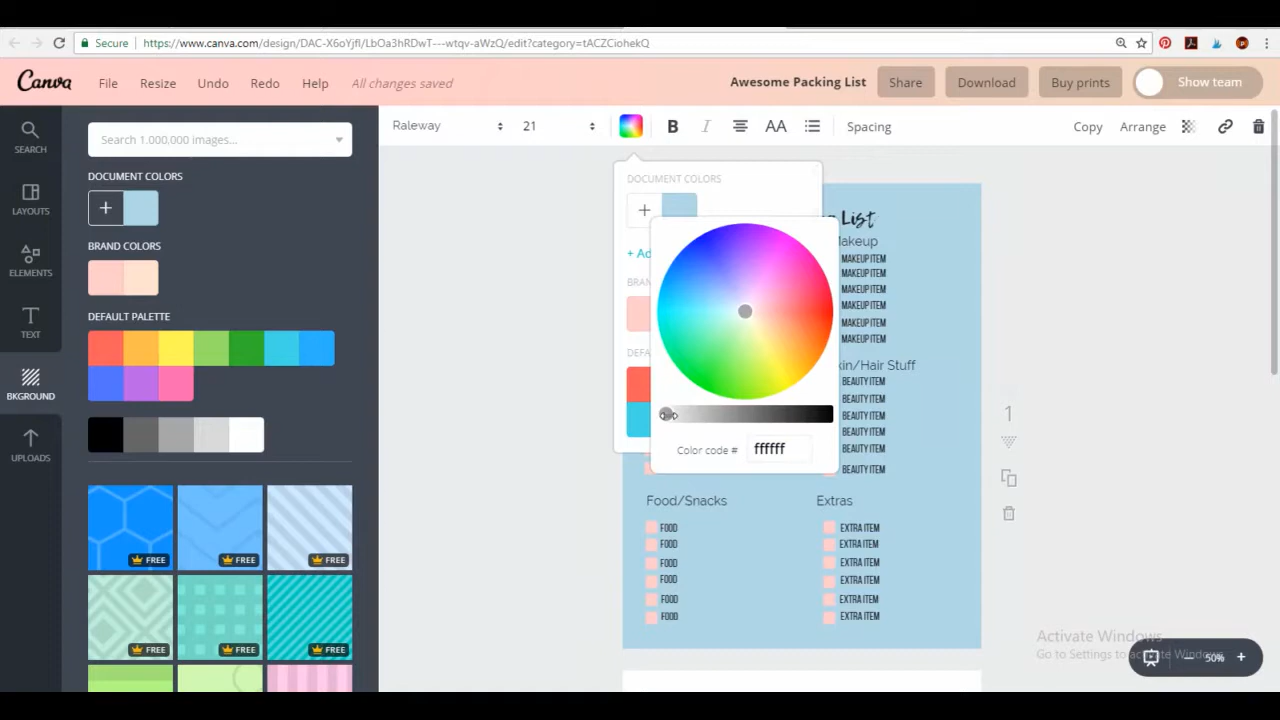 Secure https://www.canva.com/design/DAC-X6oYjfI/LbOa3hRDwT---wtqv-aWzQ/edit?category=tACZCiohekQ
Canva File Resize Undo Redo Help All changes saved Awesome Packing List Share Download Buy prints Show team
Raleway 21 B I AA Spacing Copy Arrange
Search 1.000,000 images...
SEARCH
LAYOUTS
ELEMENTS
TEXT
BKGROUND
UPLOADS
DOCUMENT COLORS
BRAND COLORS
DEFAULT PALETTE
FREE FREE FREE
FREE FREE FREE
DOCUMENT COLORS
+ Ad
BRAN
DEFA
Color code # ffffff
List
Makeup
MAKEUP ITEM
MAKEUP ITEM
MAKEUP ITEM
MAKEUP ITEM
MAKEUP ITEM
MAKEUP ITEM
kin/Hair Stuff
BEAUTY ITEM
BEAUTY ITEM
BEAUTY ITEM
BEAUTY ITEM
BEAUTY ITEM
BEAUTY ITEM
Food/Snacks
FOOD
FOOD
FOOD
FOOD
FOOD
FOOD
Extras
EXTRA ITEM
EXTRA ITEM
EXTRA ITEM
EXTRA ITEM
EXTRA ITEM
EXTRA ITEM
1
Activate Windows
Go to Settings to activate Windows.
50%